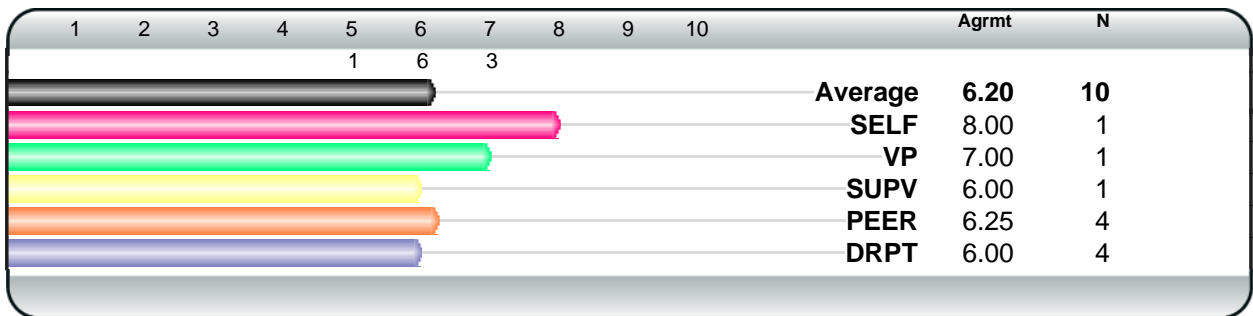 1 2 3 4 5 6 7 8 9 10 Agrmt N
1 6 3
Average 6.20 10
SELF 8.00 1
VP 7.00 1
SUPV 6.00 1
PEER 6.25 4
DRPT 6.00 4